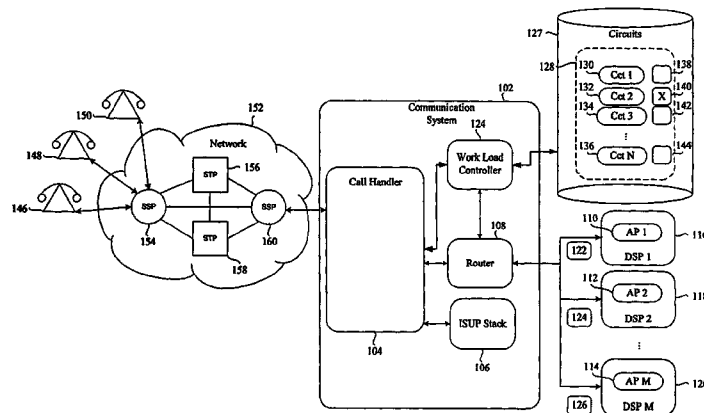 127
Circuits
128
130
Cct 1
138
132
Cct 2
X
140
134
Cct 3
142
⋮
136
Cct N
144
102
Communication
System
124
Work Load
Controller
150
152
148
Network
156
STP
Call Handler
146
SSP
SSP
154
160
STP
158
108
Router
110
AP 1
116
122
DSP 1
112
AP 2
118
124
DSP 2
ISUP Stack
104
106
⋮
114
AP M
120
126
DSP M